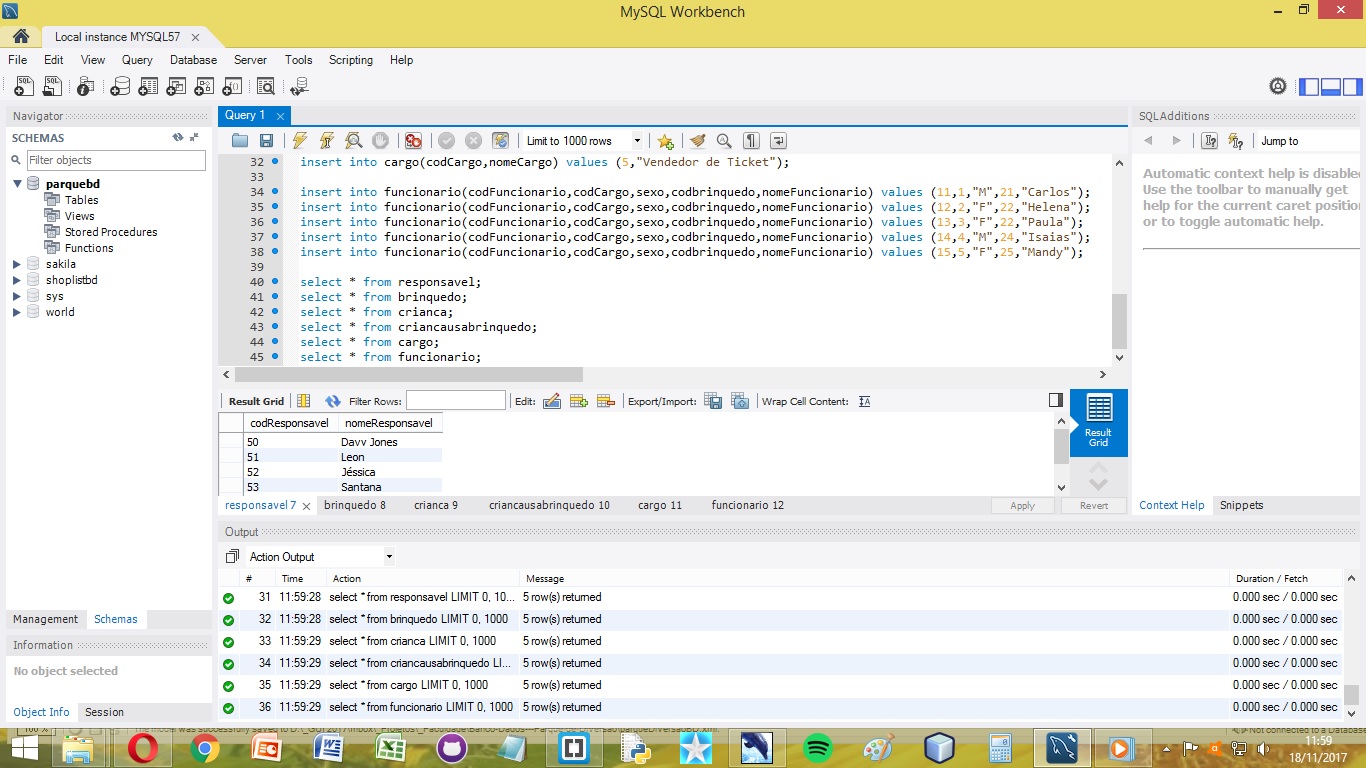 MySQL Workbench
Local instance MYSQL57
File Edit View Query Database Server Tools Scripting Help
Navigator
SCHEMAS
Filter objects
parquebd
Tables
Views
Stored Procedures
Functions
sakila
shoplistbd
sys
world
Management Schemas
Information
No object selected
Object Info Session
Query 1
Limit to 1000 rows
32 insert into cargo(codCargo,nomeCargo) values (5,"Vendedor de Ticket");
33
34 insert into funcionario(codFuncionario,codCargo,sexo,codbrinquedo,nomeFuncionario) values (11,1,"M",21,"Carlos");
35 insert into funcionario(codFuncionario,codCargo,sexo,codbrinquedo,nomeFuncionario) values (12,2,"F",22,"Helena");
36 insert into funcionario(codFuncionario,codCargo,sexo,codbrinquedo,nomeFuncionario) values (13,3,"F",22,"Paula");
37 insert into funcionario(codFuncionario,codCargo,sexo,codbrinquedo,nomeFuncionario) values (14,4,"M",24,"Isaias");
38 insert into funcionario(codFuncionario,codCargo,sexo,codbrinquedo,nomeFuncionario) values (15,5,"F",25,"Mandy");
39
40 select * from responsavel;
41 select * from brinquedo;
42 select * from crianca;
43 select * from criancausabrinquedo;
44 select * from cargo;
45 select * from funcionario;
Result Grid Filter Rows: Edit: Export/Import: Wrap Cell Content:
codResponsavel nomeResponsavel
50 Davv Jones
51 Leon
52 Jéssica
53 Santana
Result
Grid
responsavel 7 brinquedo 8 crianca 9 criancausabrinquedo 10 cargo 11 funcionario 12
Apply Revert
SQLAdditions
Jump to
Automatic context help is disabled
Use the toolbar to manually get
help for the current caret position
or to toggle automatic help.
Context Help Snippets
Output
Action Output
# Time Action Message Duration / Fetch
31 11:59:28 select * from responsavel LIMIT 0, 10... 5 row(s) returned 0.000 sec / 0.000 sec
32 11:59:28 select * from brinquedo LIMIT 0, 1000 5 row(s) returned 0.000 sec / 0.000 sec
33 11:59:29 select * from crianca LIMIT 0, 1000 5 row(s) returned 0.000 sec / 0.000 sec
34 11:59:29 select * from criancausabrinquedo LI... 5 row(s) returned 0.000 sec / 0.000 sec
35 11:59:29 select * from cargo LIMIT 0, 1000 5 row(s) returned 0.000 sec / 0.000 sec
36 11:59:29 select * from funcionario LIMIT 0, 1000 5 row(s) returned 0.000 sec / 0.000 sec
Not connected to a Database
11:59
18/11/2017